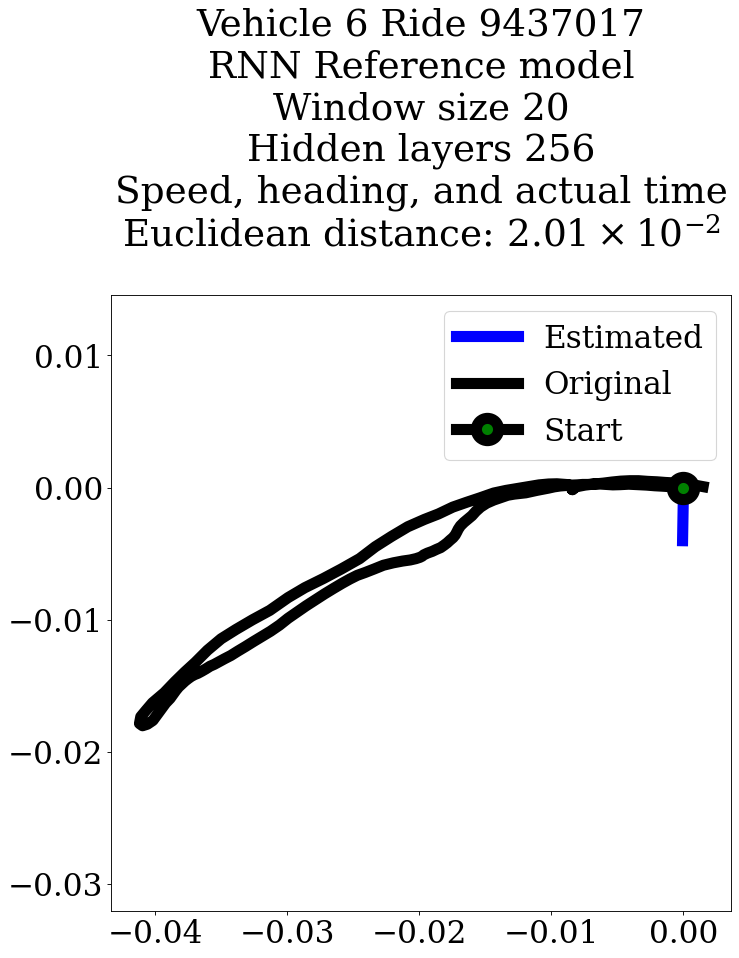 Vehicle 6 Ride 9437017
RNN Reference model
Window size 20
Hidden layers 256
Speed, heading, and actual time
Euclidean distance: 2.01 × 10⁻²
Estimated
Original
Start
0.01
0.00
−0.01
−0.02
−0.03
−0.04 −0.03 −0.02 −0.01 0.00